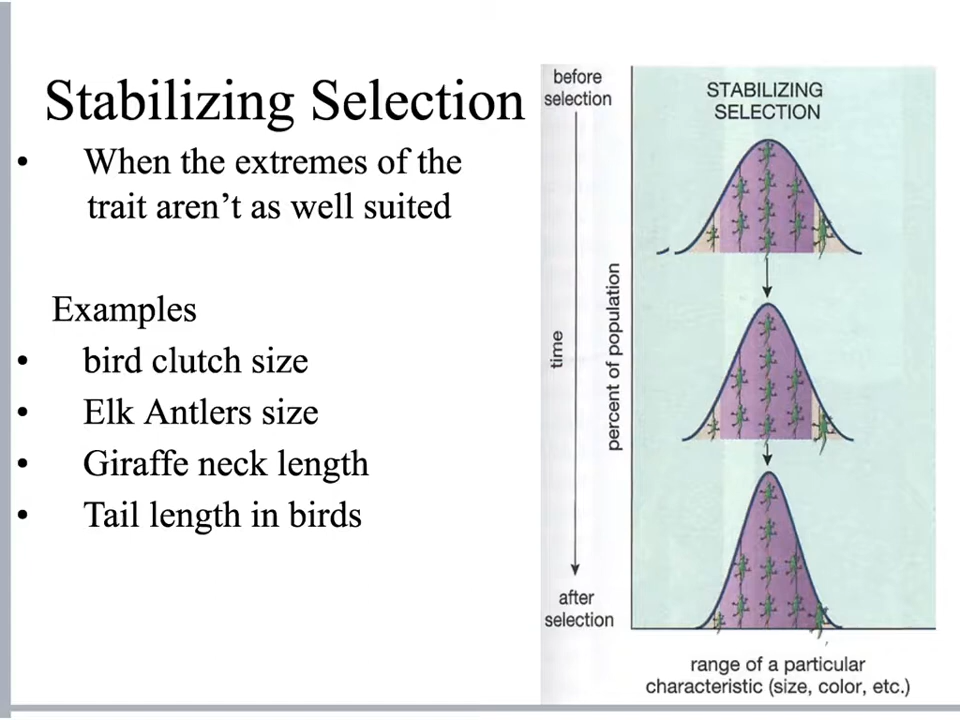 Stabilizing Selection
• When the extremes of the
trait aren’t as well suited
Examples
• bird clutch size
• Elk Antlers size
• Giraffe neck length
• Tail length in birds
before
selection
time
after
selection
percent of population
STABILIZING
SELECTION
range of a particular
characteristic (size, color, etc.)